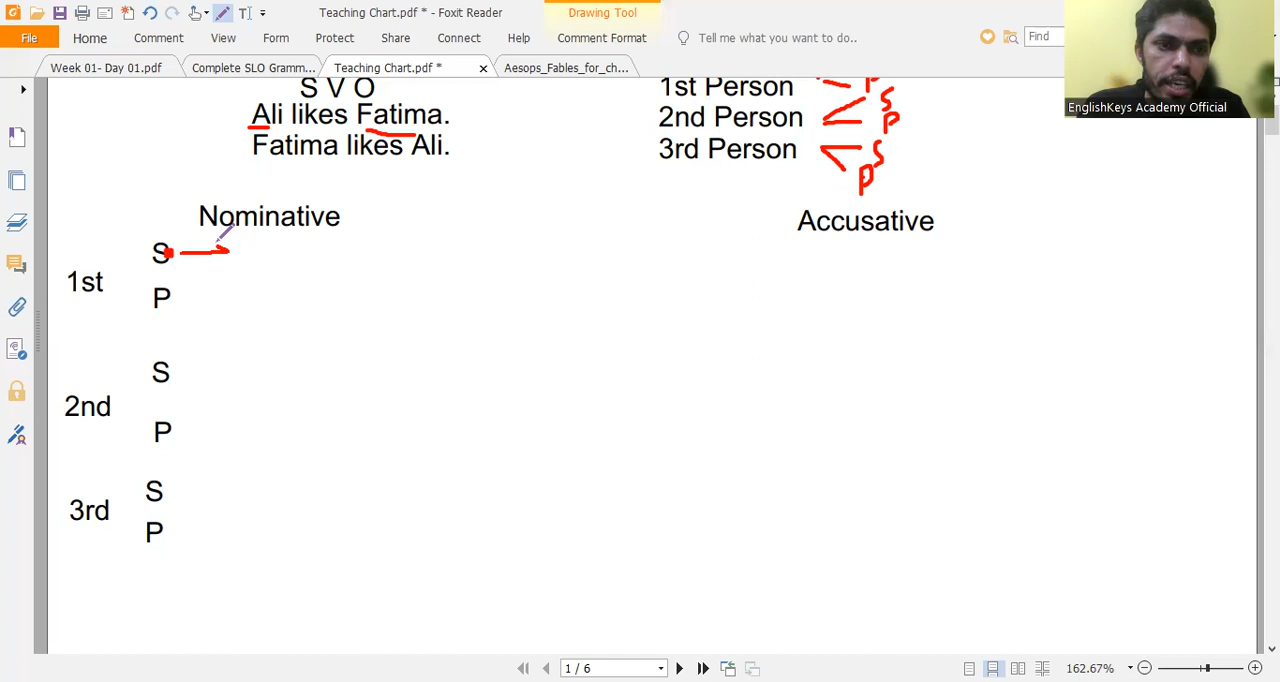 Teaching Chart.pdf * - Foxit Reader
Drawing Tool
File Home Comment View Form Protect Share Connect Help Comment Format Tell me what you want to do.. Find
Week 01- Day 01.pdf Complete SLO Gramm... Teaching Chart.pdf * Aesops_Fables_for_ch...
EnglishKeys Academy Official
S V O
Ali likes Fatima.
Fatima likes Ali.
1st Person P
2nd Person S P
3rd Person S P
Nominative Accusative
S
1st
P
S
2nd
P
S
3rd
P
1 / 6 162.67%